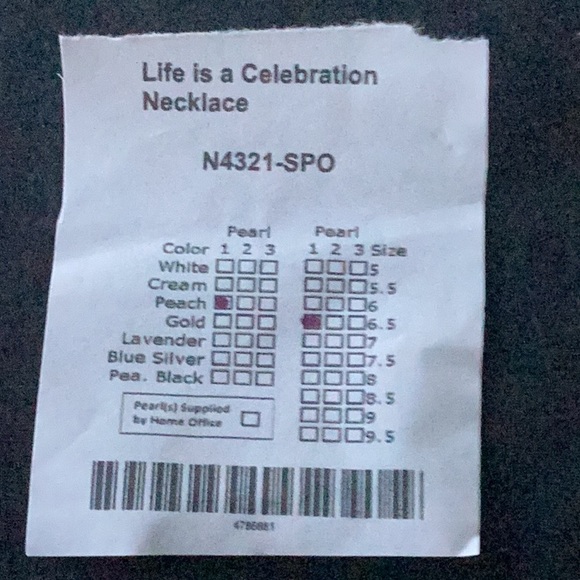 Life is a Celebration
Necklace
N4321-SPO
Pearl Pearl
Color 1 2 3 1 2 3 Size
White 5
Cream 5.5
Peach 6
Gold 6.5
Lavender 7
Blue Silver 7.5
Pea. Black 8
8.5
9
9.5
Pearl(s) Supplied
by Home Office